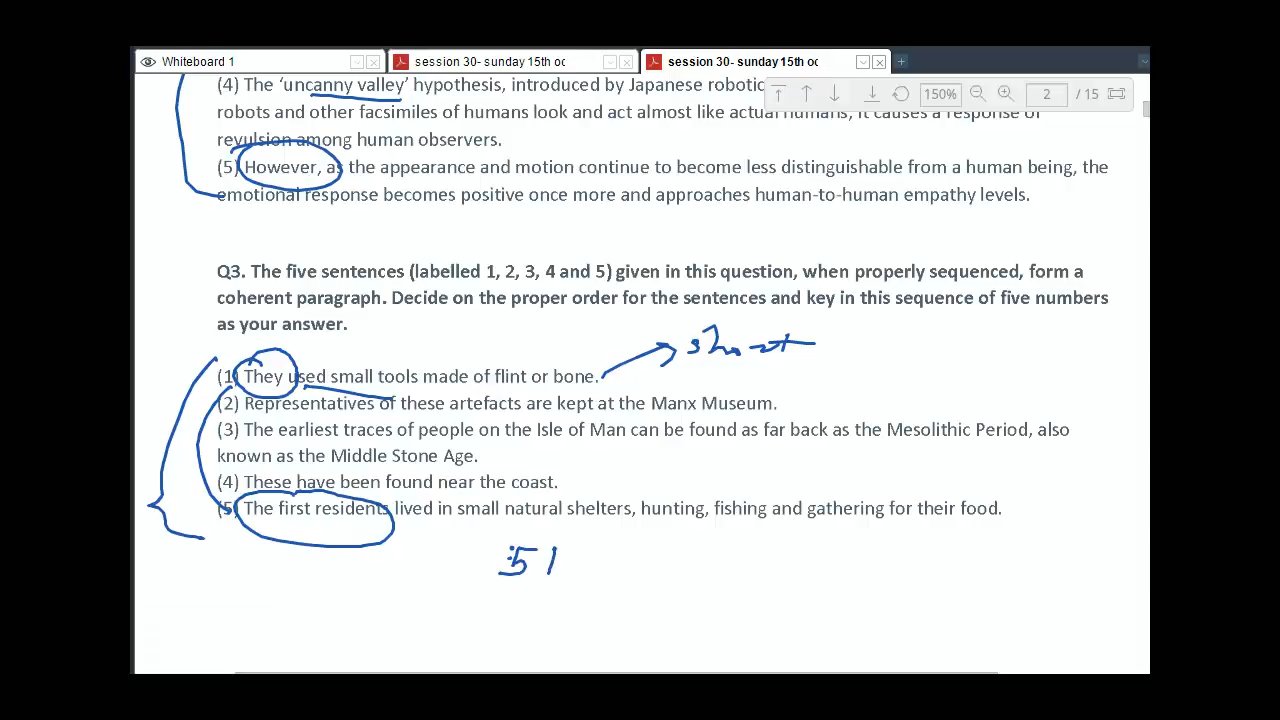 Whiteboard 1
session 30- sunday 15th oc
session 30- sunday 15th oc
150%
2 / 15
(4) The ‘uncanny valley’ hypothesis, introduced by Japanese robotic
robots and other facsimiles of humans look and act almost like actual humans, it causes a response of
revulsion among human observers.
(5) However, as the appearance and motion continue to become less distinguishable from a human being, the
emotional response becomes positive once more and approaches human-to-human empathy levels.
Q3. The five sentences (labelled 1, 2, 3, 4 and 5) given in this question, when properly sequenced, form a
coherent paragraph. Decide on the proper order for the sentences and key in this sequence of five numbers
as your answer.
short
(1) They used small tools made of flint or bone.
(2) Representatives of these artefacts are kept at the Manx Museum.
(3) The earliest traces of people on the Isle of Man can be found as far back as the Mesolithic Period, also
known as the Middle Stone Age.
(4) These have been found near the coast.
(5) The first residents lived in small natural shelters, hunting, fishing and gathering for their food.
51